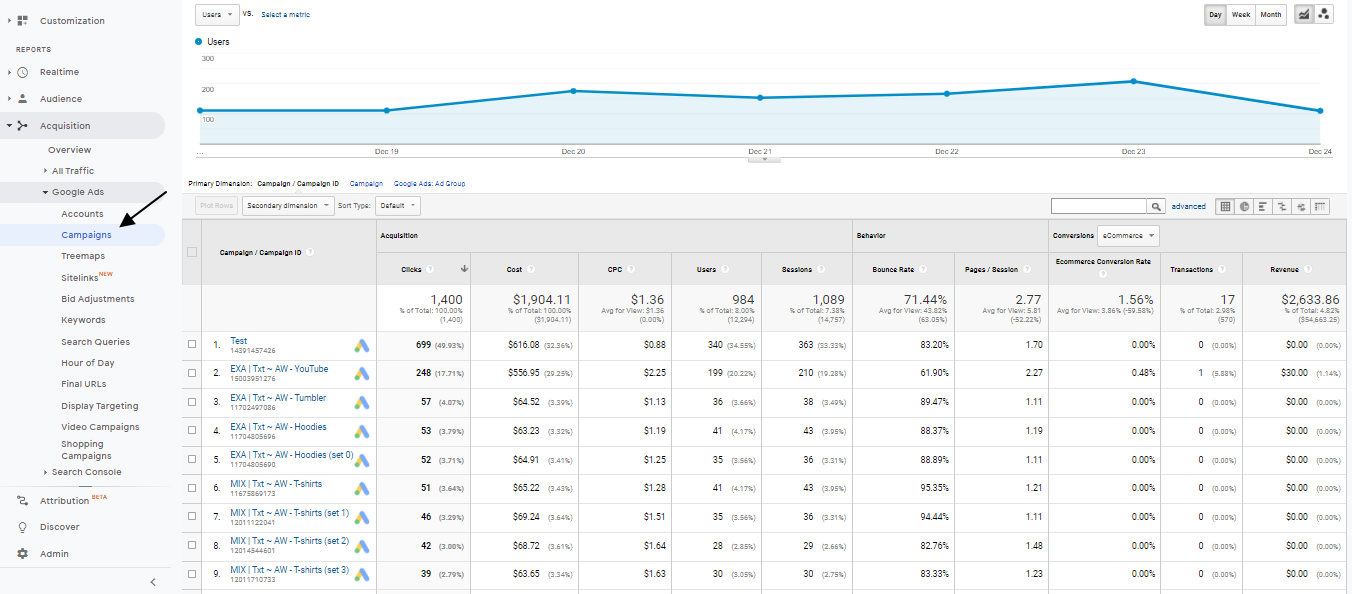 Customization
REPORTS
Realtime
Audience
Acquisition
Overview
All Traffic
Google Ads
Accounts
Campaigns
Treemaps
Sitelinks NEW
Bid Adjustments
Keywords
Search Queries
Hour of Day
Final URLs
Display Targeting
Video Campaigns
Shopping
Campaigns
Search Console
Attribution BETA
Discover
Admin
Users VS. Select a metric Day Week Month
Users
300
200
100
... Dec 19 Dec 20 Dec 21 Dec 22 Dec 23 Dec 24
Primary Dimension: Campaign / Campaign ID Campaign Google Ads: Ad Group
Plot Rows Secondary dimension Sort Type: Default advanced
Acquisition Behavior Conversions eCommerce
Campaign / Campaign ID ? Clicks ? Cost ? CPC ? Users ? Sessions ? Bounce Rate ? Pages / Session ? Ecommerce Conversion Rate ? Transactions ? Revenue ?
1,400 $1,904.11 $1.36 984 1,089 71.44% 2.77 1.56% 17 $2,633.86
% of Total: 100.00% % of Total: 100.00% Avg for View: $1.36 % of Total: 8.00% % of Total: 7.38% Avg for View: 43.82% Avg for View: 5.81 Avg for View: 3.86% (-59.58%) % of Total: 2.98% % of Total: 4.82%
(1,400) ($1,904.11) (0.00%) (12,294) (14,757) (63.05%) (-52.22%) (570) ($54,663.25)
1. Test 699 (49.93%) $616.08 (32.36%) $0.88 340 (34.55%) 363 (33.33%) 83.20% 1.70 0.00% 0 (0.00%) $0.00 (0.00%)
14391457426
2. EXA | Txt ~ AW - YouTube 248 (17.71%) $556.95 (29.25%) $2.25 199 (20.22%) 210 (19.28%) 61.90% 2.27 0.48% 1 (5.88%) $30.00 (1.14%)
15003951276
3. EXA | Txt ~ AW - Tumbler 57 (4.07%) $64.52 (3.39%) $1.13 36 (3.66%) 38 (3.49%) 89.47% 1.11 0.00% 0 (0.00%) $0.00 (0.00%)
11702497086
4. EXA | Txt ~ AW - Hoodies 53 (3.79%) $63.23 (3.32%) $1.19 41 (4.17%) 43 (3.95%) 88.37% 1.19 0.00% 0 (0.00%) $0.00 (0.00%)
11704805696
5. EXA | Txt ~ AW - Hoodies (set 0) 52 (3.71%) $64.91 (3.41%) $1.25 35 (3.56%) 36 (3.31%) 88.89% 1.11 0.00% 0 (0.00%) $0.00 (0.00%)
11704805690
6. MIX | Txt ~ AW - T-shirts 51 (3.64%) $65.22 (3.43%) $1.28 41 (4.17%) 43 (3.95%) 95.35% 1.21 0.00% 0 (0.00%) $0.00 (0.00%)
11675869173
7. MIX | Txt ~ AW - T-shirts (set 1) 46 (3.29%) $69.24 (3.64%) $1.51 35 (3.56%) 36 (3.31%) 94.44% 1.11 0.00% 0 (0.00%) $0.00 (0.00%)
12011122041
8. MIX | Txt ~ AW - T-shirts (set 2) 42 (3.00%) $68.72 (3.61%) $1.64 28 (2.85%) 29 (2.66%) 82.76% 1.48 0.00% 0 (0.00%) $0.00 (0.00%)
12014544601
9. MIX | Txt ~ AW - T-shirts (set 3) 39 (2.79%) $63.65 (3.34%) $1.63 30 (3.05%) 30 (2.75%) 83.33% 1.23 0.00% 0 (0.00%) $0.00 (0.00%)
12011710733